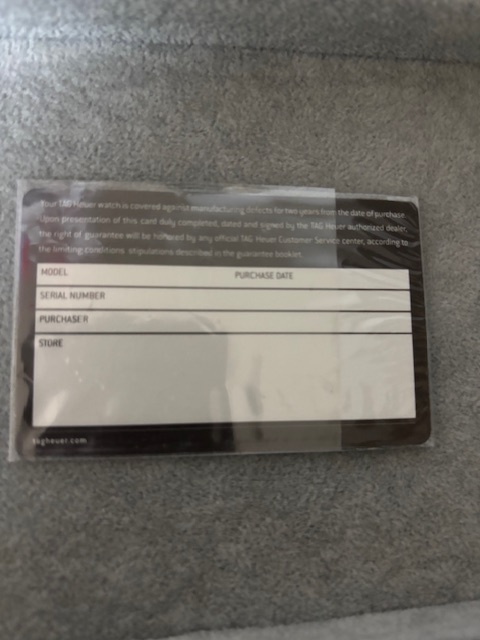 Your TAG Heuer watch is covered against manufacturing defects for two years from the date of purchase
Upon presentation of this card duly completed, dated and signed by the TAG Heuer authorized dealer,
the right of guarantee will be honored by any official TAG Heuer Customer Service center, according to
the limiting conditions stipulations described in the guarantee booklet.
MODEL PURCHASE DATE
SERIAL NUMBER
PURCHASER
STORE
tagheuer.com